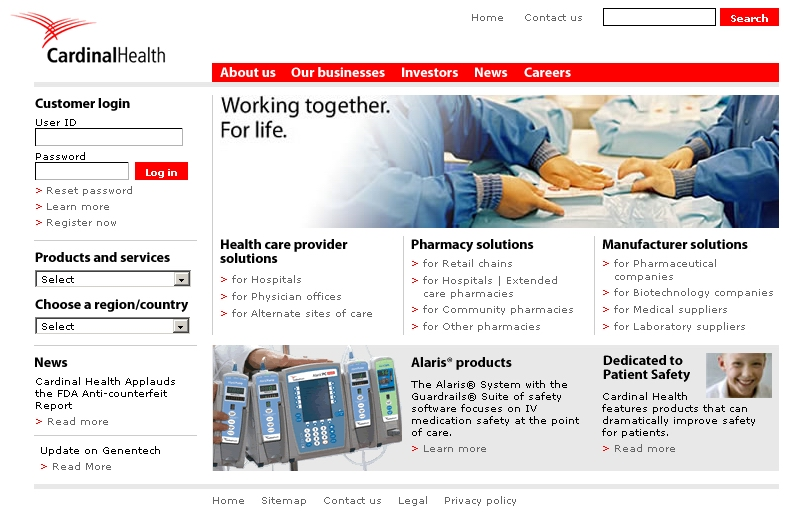 Home
Contact us
Search
CardinalHealth
About us
Our businesses
Investors
News
Careers
Customer login
User ID
Password
Log in
> Reset password
> Learn more
> Register now
Products and services
Select
Choose a region/country
Select
News
Cardinal Health Applauds
the FDA Anti-counterfeit
Report
> Read more
Update on Genentech
> Read More
Working together.
For life.
Health care provider
solutions
> for Hospitals
> for Physician offices
> for Alternate sites of care
Pharmacy solutions
> for Retail chains
> for Hospitals | Extended
care pharmacies
> for Community pharmacies
> for Other pharmacies
Manufacturer solutions
> for Pharmaceutical
companies
> for Biotechnology companies
> for Medical suppliers
> for Laboratory suppliers
Alaris® products
The Alaris® System with the
Guardrails® Suite of safety
software focuses on IV
medication safety at the point
of care.
> Learn more
Dedicated to
Patient Safety
Cardinal Health
features products that can
dramatically improve safety
for patients.
> Read more
Home
Sitemap
Contact us
Legal
Privacy policy